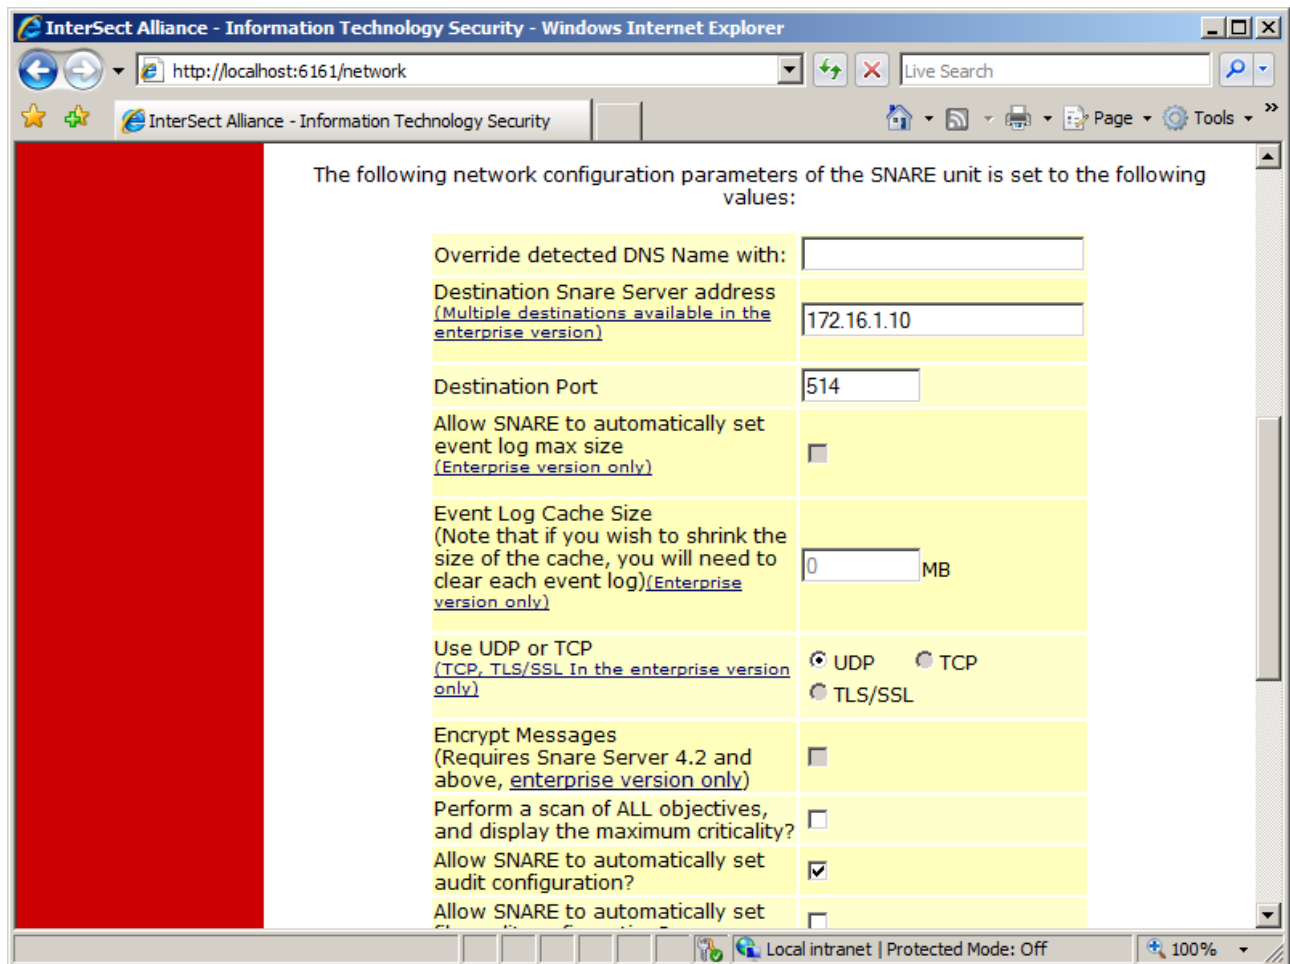 InterSect Alliance - Information Technology Security - Windows Internet Explorer
http://localhost:6161/network
Live Search
InterSect Alliance - Information Technology Security
Page
Tools
The following network configuration parameters of the SNARE unit is set to the following
values:
Override detected DNS Name with:
Destination Snare Server address
(Multiple destinations available in the
enterprise version)
172.16.1.10
Destination Port
514
Allow SNARE to automatically set
event log max size
(Enterprise version only)
Event Log Cache Size
(Note that if you wish to shrink the
size of the cache, you will need to
clear each event log)(Enterprise
version only)
0 MB
Use UDP or TCP
(TCP, TLS/SSL In the enterprise version
only)
UDP TCP
TLS/SSL
Encrypt Messages
(Requires Snare Server 4.2 and
above, enterprise version only)
Perform a scan of ALL objectives,
and display the maximum criticality?
Allow SNARE to automatically set
audit configuration?
Allow SNARE to automatically set
Local intranet | Protected Mode: Off
100%